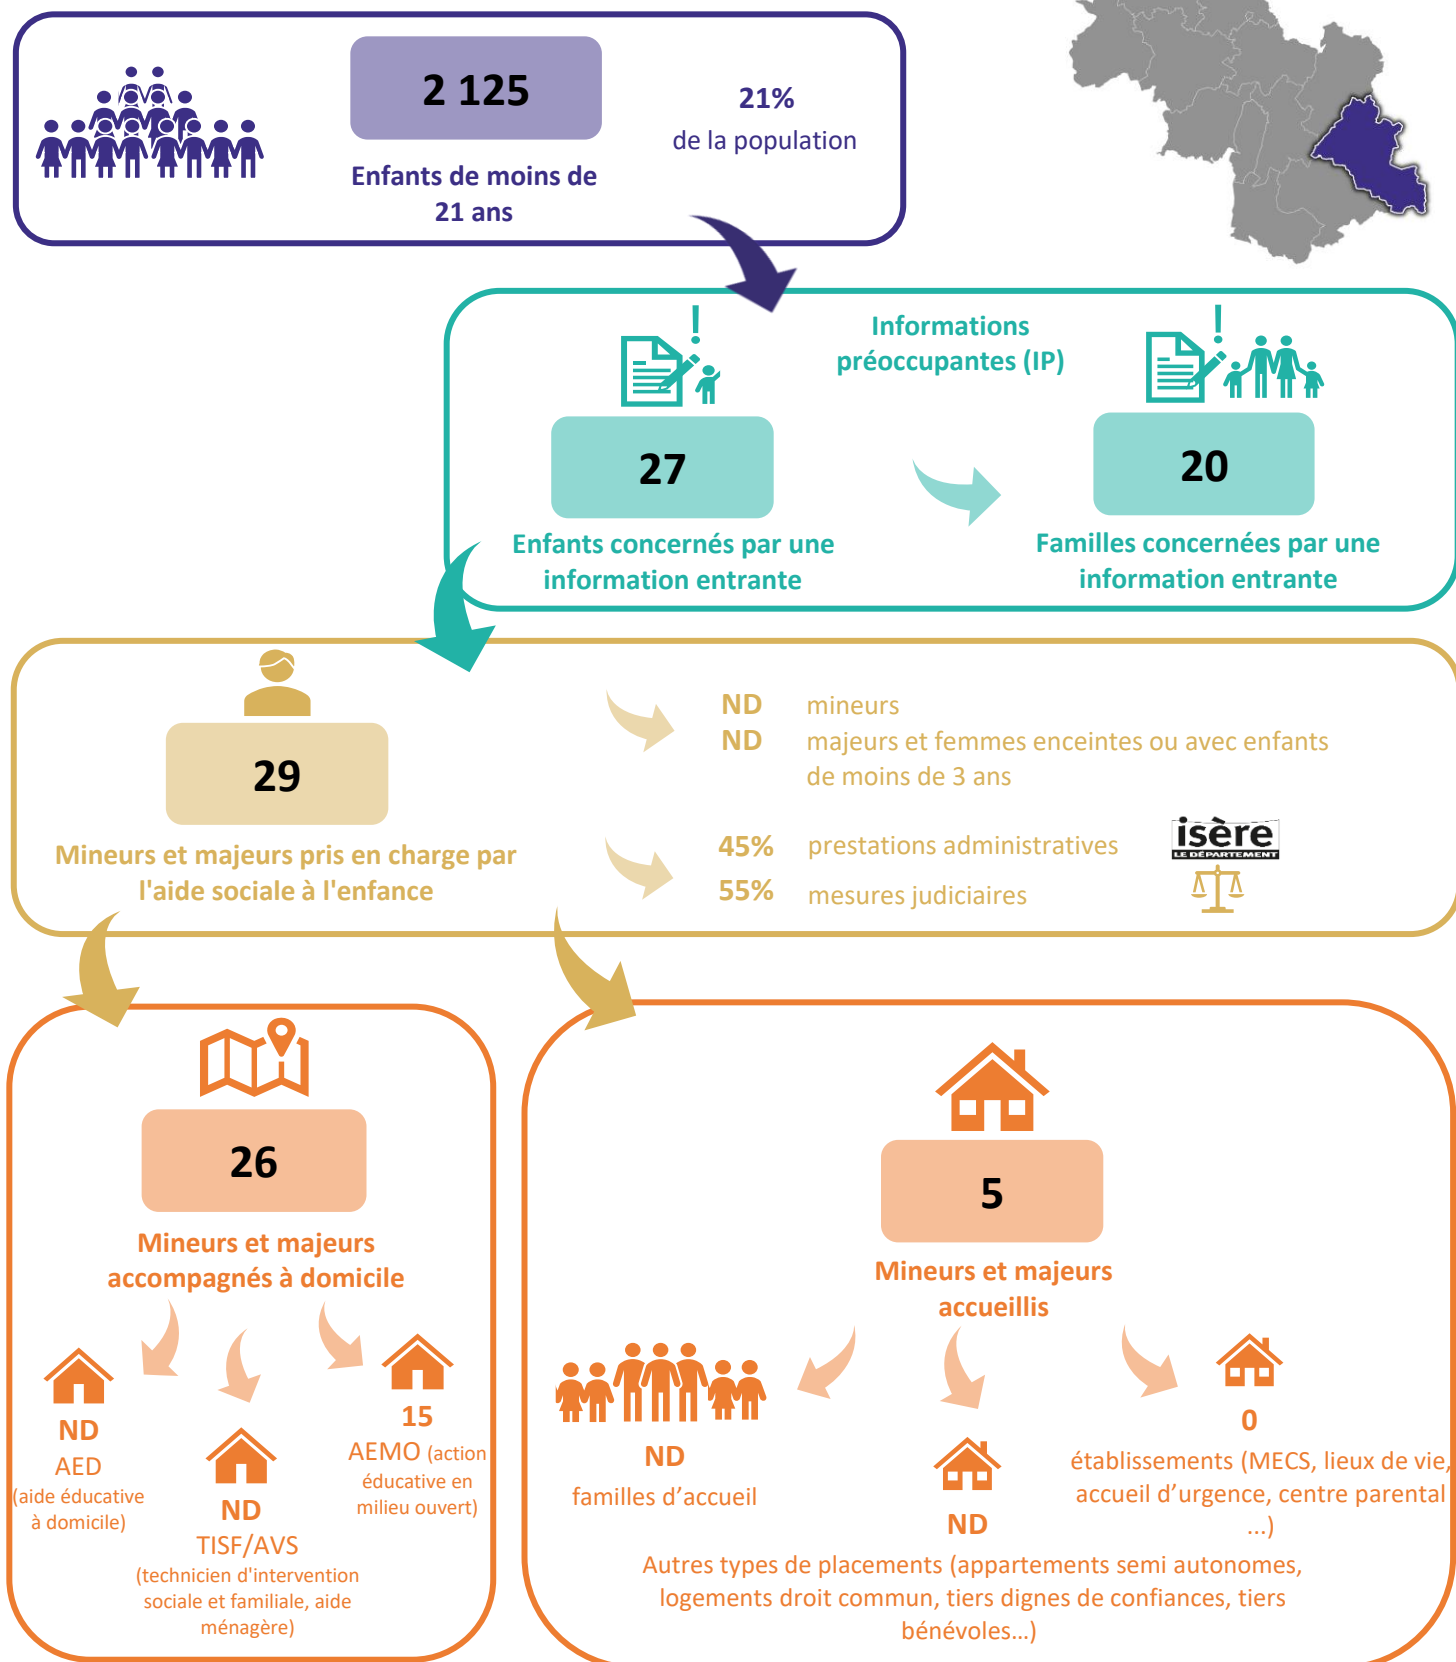 2 125
Enfants de moins de
21 ans
21%
de la population
Informations
préoccupantes (IP)
27
Enfants concernés par une
information entrante
20
Familles concernées par une
information entrante
29
Mineurs et majeurs pris en charge par
l'aide sociale à l'enfance
ND mineurs
ND majeurs et femmes enceintes ou avec enfants
de moins de 3 ans
45% prestations administratives
55% mesures judiciaires
isère
LE DÉPARTEMENT
26
Mineurs et majeurs
accompagnés à domicile
ND
AED
(aide éducative
à domicile)
ND
TISF/AVS
(technicien d'intervention
sociale et familiale, aide
ménagère)
15
AEMO (action
éducative en
milieu ouvert)
5
Mineurs et majeurs
accueillis
ND
familles d’accueil
ND
Autres types de placements (appartements semi autonomes,
logements droit commun, tiers dignes de confiances, tiers
bénévoles…)
0
établissements (MECS, lieux de vie,
accueil d’urgence, centre parental
...)